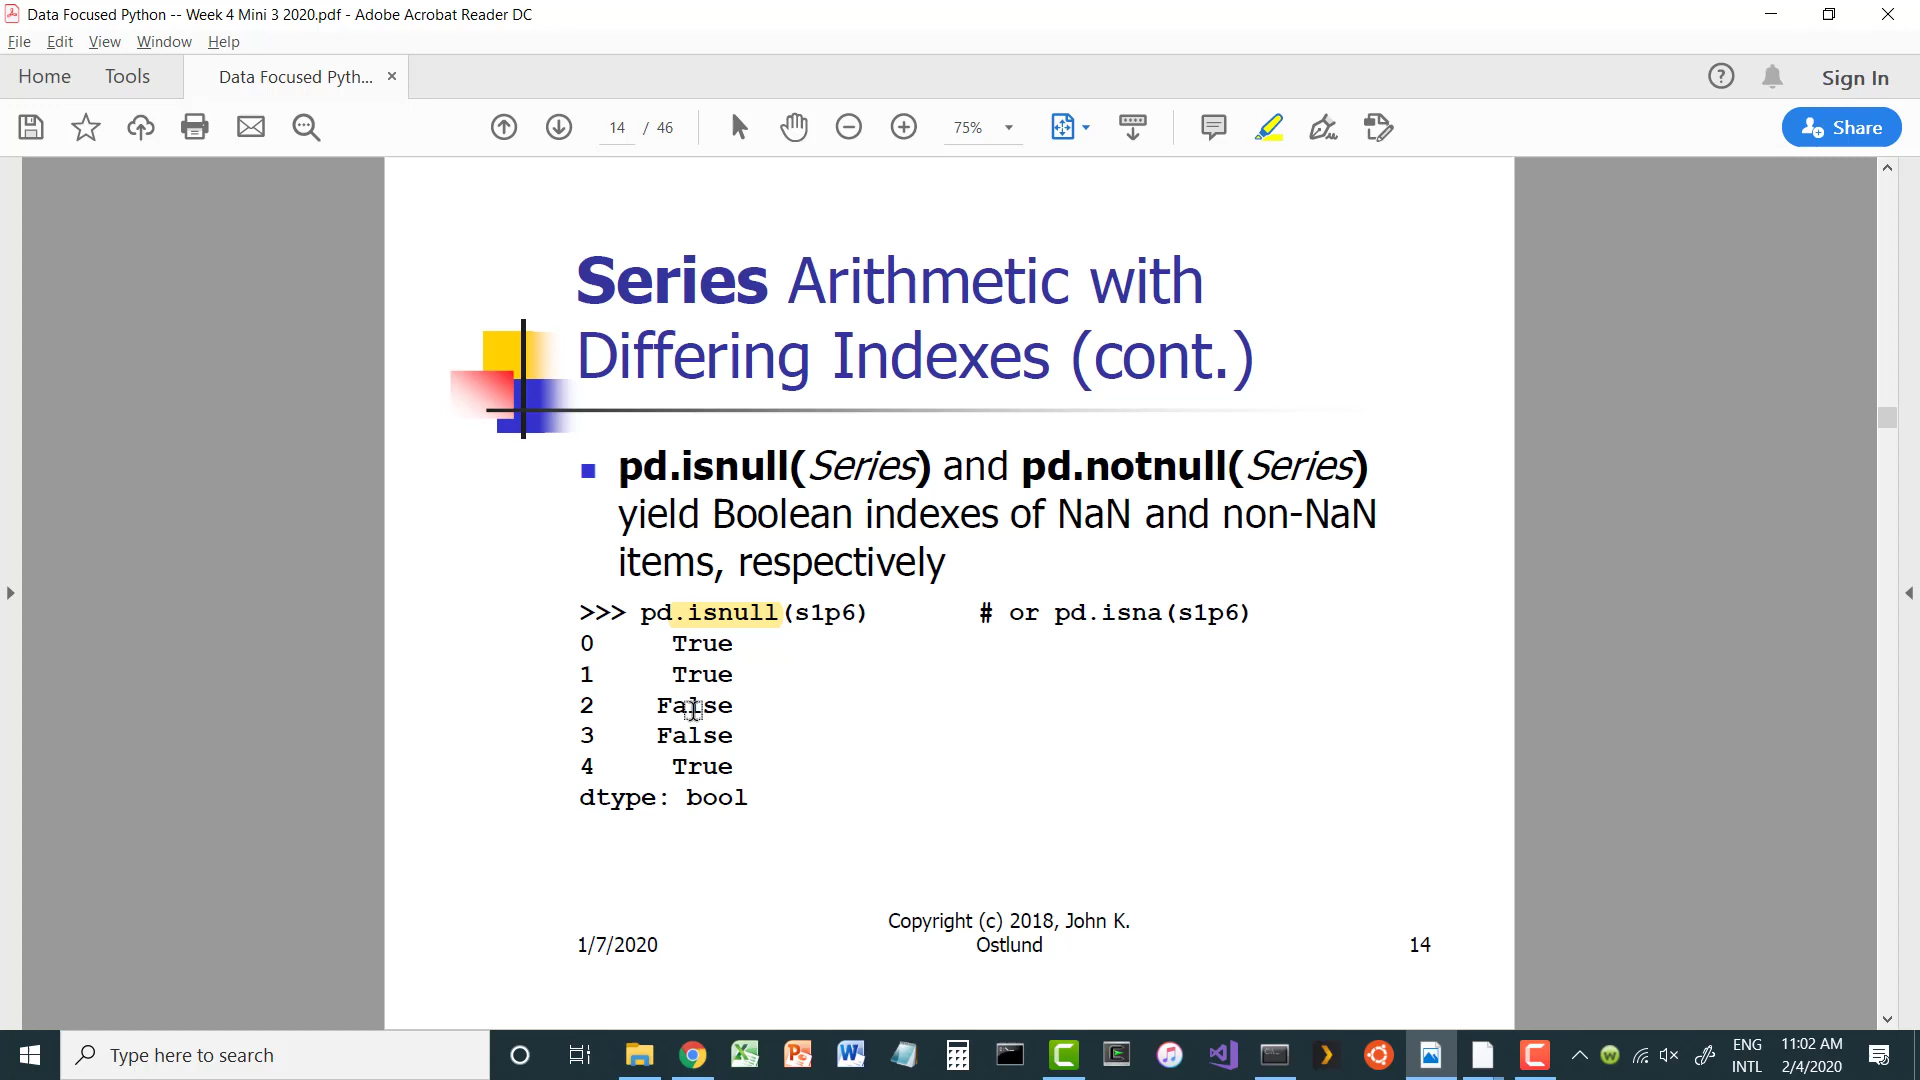 Data Focused Python -- Week 4 Mini 3 2020.pdf - Adobe Acrobat Reader DC
File Edit View Window Help
Home Tools Data Focused Pyth... × Sign In
14 / 46 75% Share
Series Arithmetic with
Differing Indexes (cont.)
pd.isnull(Series) and pd.notnull(Series)
yield Boolean indexes of NaN and non-NaN
items, respectively
>>> pd.isnull(s1p6) # or pd.isna(s1p6)
0 True
1 True
2 False
3 False
4 True
dtype: bool
Copyright (c) 2018, John K.
1/7/2020 Ostlund 14
Type here to search
ENG 11:02 AM
INTL 2/4/2020